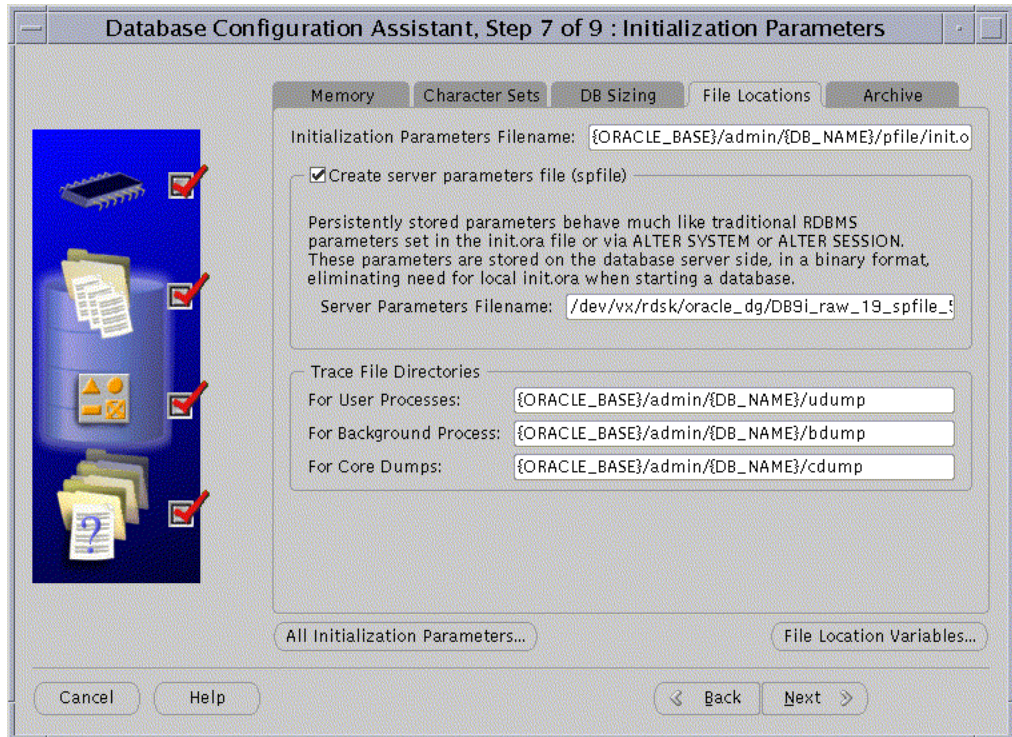 Database Configuration Assistant, Step 7 of 9 : Initialization Parameters
Memory Character Sets DB Sizing File Locations Archive
Initialization Parameters Filename: {ORACLE_BASE}/admin/{DB_NAME}/pfile/init.o
Create server parameters file (spfile)
Persistently stored parameters behave much like traditional RDBMS
parameters set in the init.ora file or via ALTER SYSTEM or ALTER SESSION.
These parameters are stored on the database server side, in a binary format,
eliminating need for local init.ora when starting a database.
Server Parameters Filename: /dev/vx/rdsk/oracle_dg/DB9i_raw_19_spfile_5
Trace File Directories
For User Processes: {ORACLE_BASE}/admin/{DB_NAME}/udump
For Background Process: {ORACLE_BASE}/admin/{DB_NAME}/bdump
For Core Dumps: {ORACLE_BASE}/admin/{DB_NAME}/cdump
?
All Initialization Parameters... File Location Variables...
Cancel Help Back Next